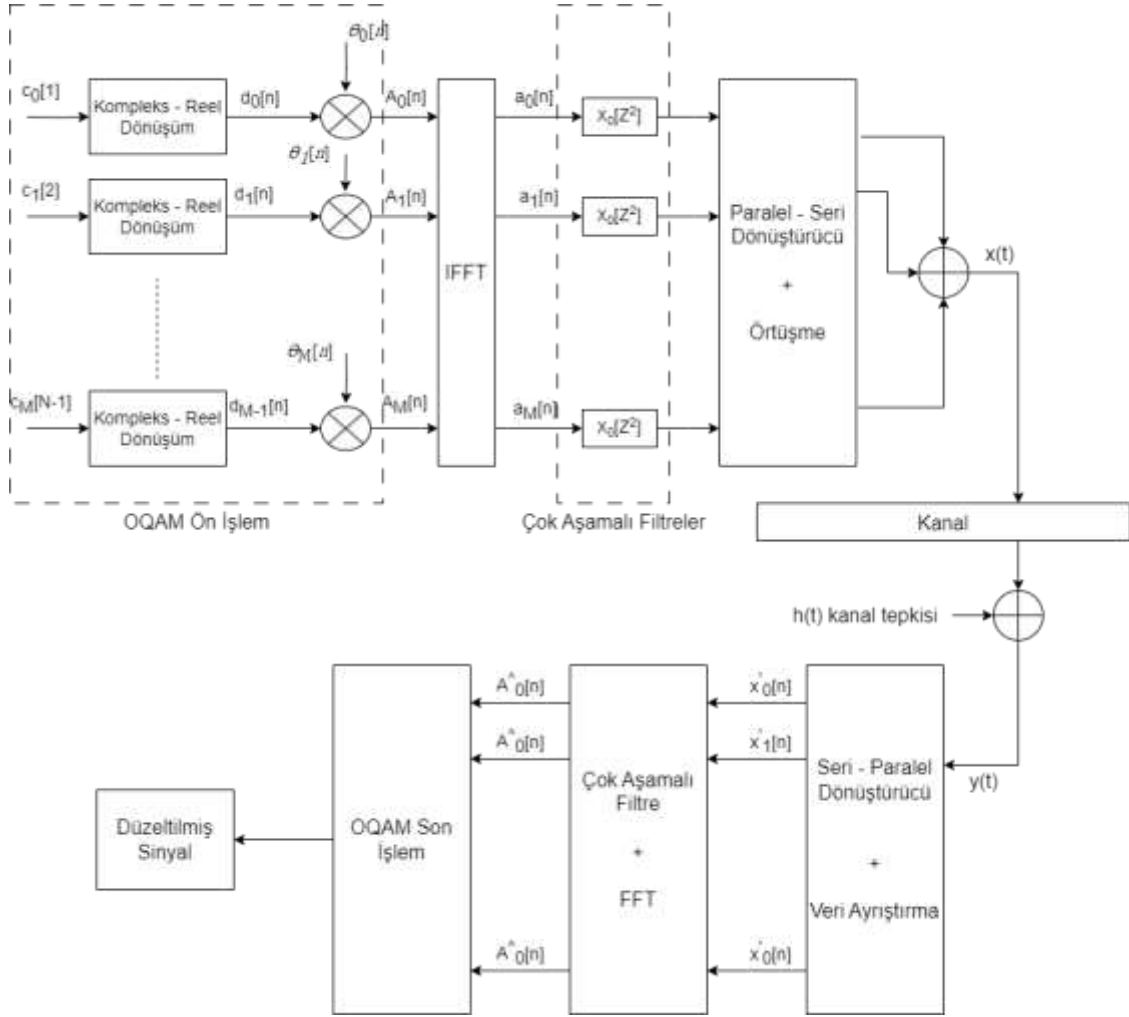 θ0[n]
c0[1]
Kompleks - Reel
Dönüşüm
d0[n]
A0[n]
a0[n]
X0[Z²]
θ1[n]
c1[2]
Kompleks - Reel
Dönüşüm
d1[n]
A1[n]
a1[n]
X0[Z²]
IFFT
Paralel - Seri
Dönüştürücü
+
Örtüşme
x(t)
θM[n]
cM[N-1]
Kompleks - Reel
Dönüşüm
dM-1[n]
AM[n]
aM[n]
X0[Z²]
OQAM Ön İşlem
Çok Aşamalı Filtreler
Kanal
h(t) kanal tepkisi
y(t)
Seri - Paralel
Dönüştürücü
+
Veri Ayrıştırma
x'0[n]
x'1[n]
x'0[n]
Çok Aşamalı
Filtre
+
FFT
A^0[n]
A^0[n]
A^0[n]
OQAM Son
İşlem
Düzeltilmiş
Sinyal